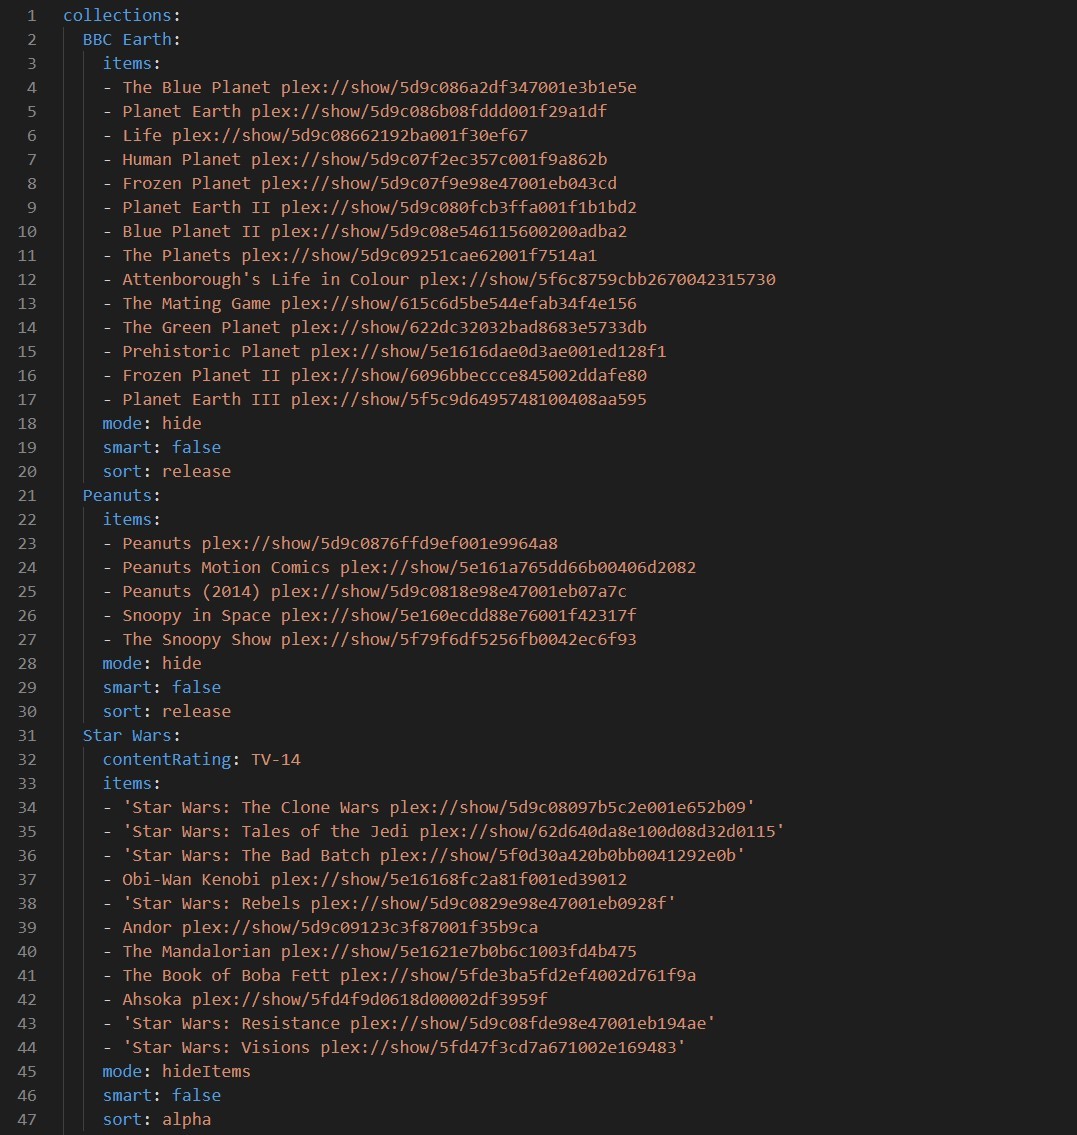 1 collections:
2 BBC Earth:
3 items:
4 - The Blue Planet plex://show/5d9c086a2df347001e3b1e5e
5 - Planet Earth plex://show/5d9c086b08fddd001f29a1df
6 - Life plex://show/5d9c08662192ba001f30ef67
7 - Human Planet plex://show/5d9c07f2ec357c001f9a862b
8 - Frozen Planet plex://show/5d9c07f9e98e47001eb043cd
9 - Planet Earth II plex://show/5d9c080fcb3ffa001f1b1bd2
10 - Blue Planet II plex://show/5d9c08e546115600200adba2
11 - The Planets plex://show/5d9c09251cae62001f7514a1
12 - Attenborough's Life in Colour plex://show/5f6c8759cbb2670042315730
13 - The Mating Game plex://show/615c6d5be544efab34f4e156
14 - The Green Planet plex://show/622dc32032bad8683e5733db
15 - Prehistoric Planet plex://show/5e1616dae0d3ae001ed128f1
16 - Frozen Planet II plex://show/6096bbeccce845002ddafe80
17 - Planet Earth III plex://show/5f5c9d6495748100408aa595
18 mode: hide
19 smart: false
20 sort: release
21 Peanuts:
22 items:
23 - Peanuts plex://show/5d9c0876ffd9ef001e9964a8
24 - Peanuts Motion Comics plex://show/5e161a765dd66b00406d2082
25 - Peanuts (2014) plex://show/5d9c0818e98e47001eb07a7c
26 - Snoopy in Space plex://show/5e160ecdd88e76001f42317f
27 - The Snoopy Show plex://show/5f79f6df5256fb0042ec6f93
28 mode: hide
29 smart: false
30 sort: release
31 Star Wars:
32 contentRating: TV-14
33 items:
34 - 'Star Wars: The Clone Wars plex://show/5d9c08097b5c2e001e652b09'
35 - 'Star Wars: Tales of the Jedi plex://show/62d640da8e100d08d32d0115'
36 - 'Star Wars: The Bad Batch plex://show/5f0d30a420b0bb0041292e0b'
37 - Obi-Wan Kenobi plex://show/5e16168fc2a81f001ed39012
38 - 'Star Wars: Rebels plex://show/5d9c0829e98e47001eb0928f'
39 - Andor plex://show/5d9c09123c3f87001f35b9ca
40 - The Mandalorian plex://show/5e1621e7b0b6c1003fd4b475
41 - The Book of Boba Fett plex://show/5fde3ba5fd2ef4002d761f9a
42 - Ahsoka plex://show/5fd4f9d0618d00002df3959f
43 - 'Star Wars: Resistance plex://show/5d9c08fde98e47001eb194ae'
44 - 'Star Wars: Visions plex://show/5fd47f3cd7a671002e169483'
45 mode: hideItems
46 smart: false
47 sort: alpha